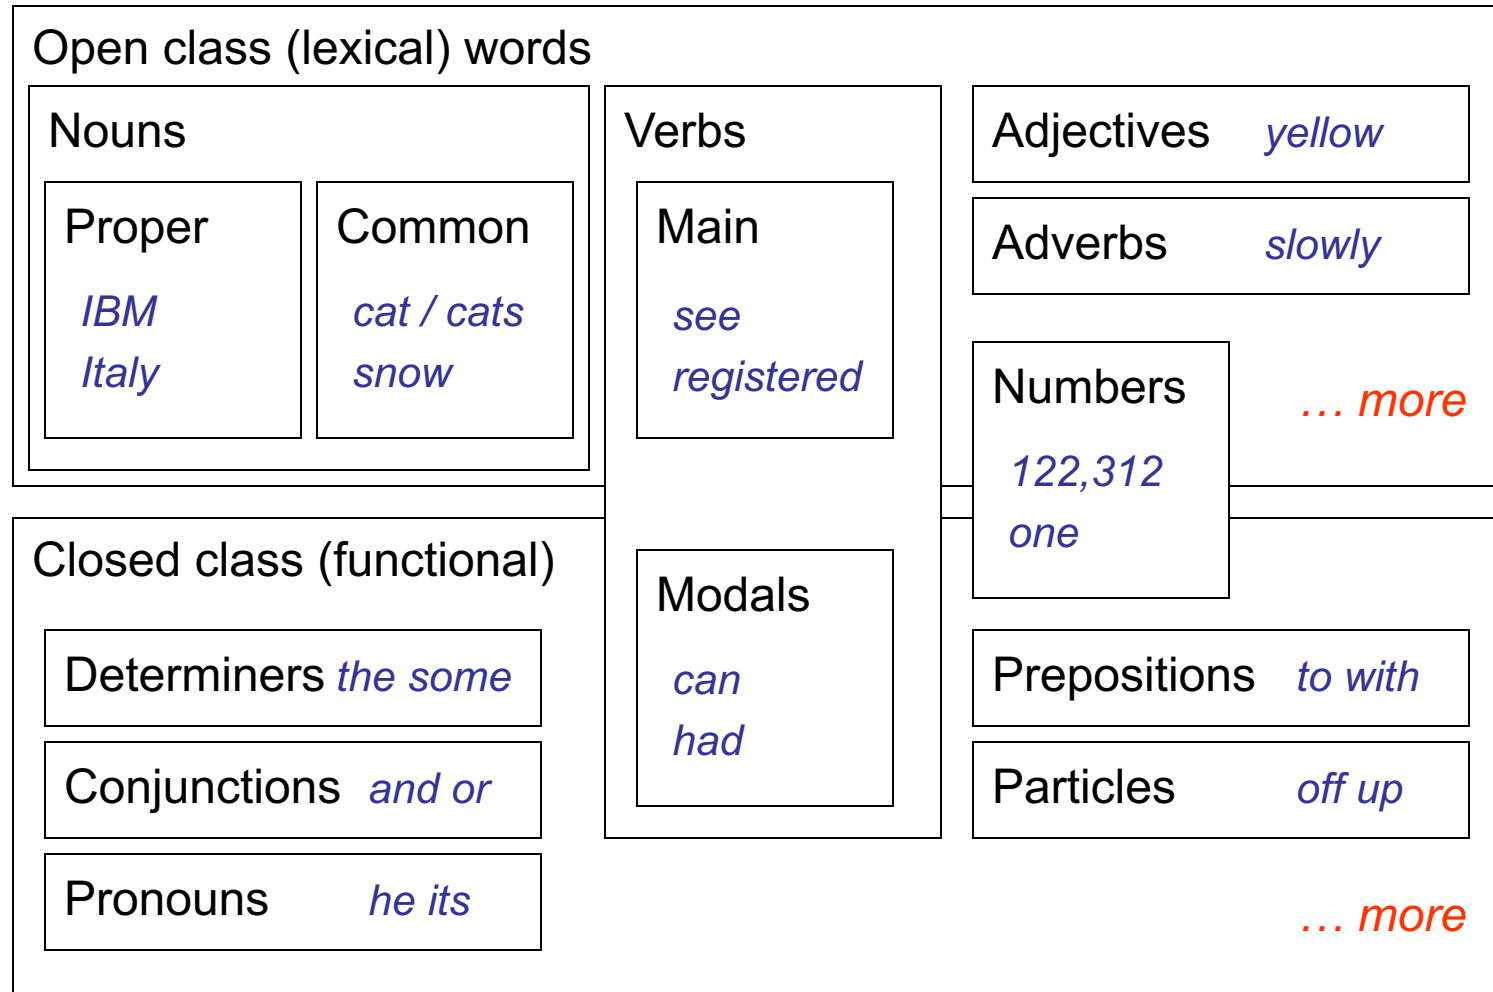 Open class (lexical) words
Nouns
Proper
IBM
Italy
Common
cat / cats
snow
Verbs
Main
see
registered
Adjectives yellow
Adverbs slowly
Numbers
122,312
one
… more
Closed class (functional)
Determiners the some
Conjunctions and or
Pronouns he its
Modals
can
had
Prepositions to with
Particles off up
… more